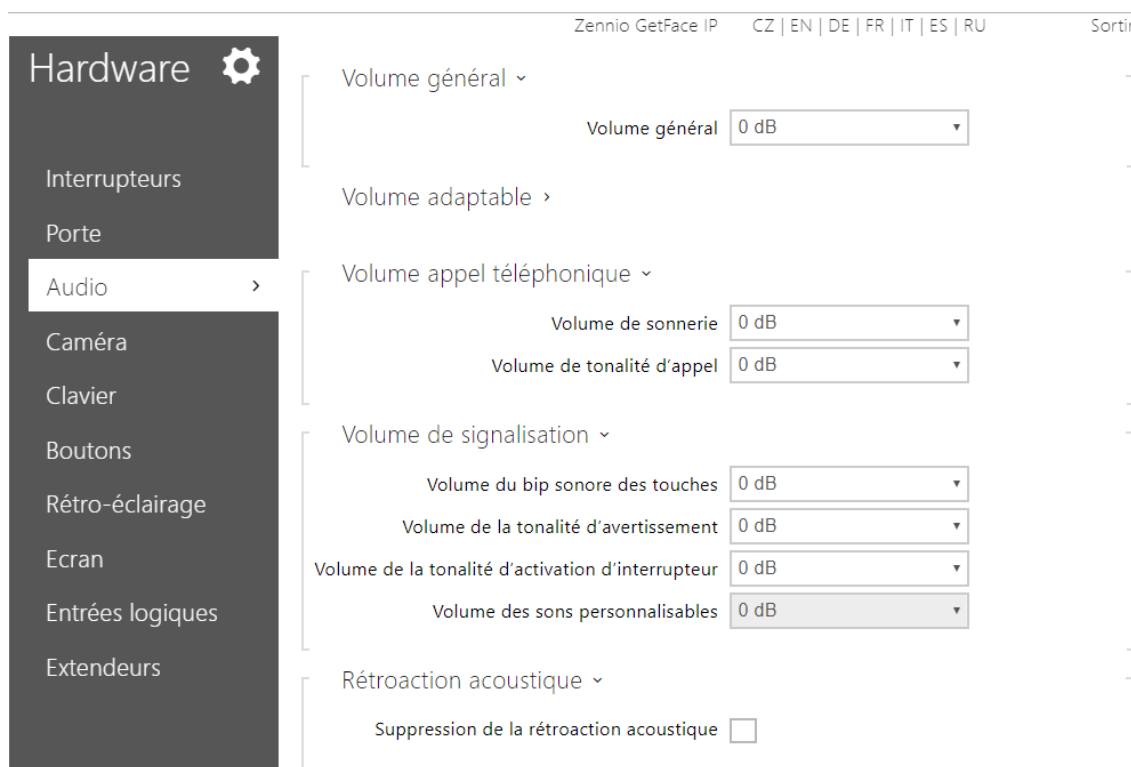 Zennio GetFace IP CZ | EN | DE | FR | IT | ES | RU
Hardware
Interrupteurs
Porte
Audio
Caméra
Clavier
Boutons
Rétro-éclairage
Ecran
Entrées logiques
Extendeurs
Volume général
Volume général 0 dB
Volume adaptable
Volume appel téléphonique
Volume de sonnerie 0 dB
Volume de tonalité d'appel 0 dB
Volume de signalisation
Volume du bip sonore des touches 0 dB
Volume de la tonalité d'avertissement 0 dB
Volume de la tonalité d'activation d'interrupteur 0 dB
Volume des sons personnalisables 0 dB
Rétroaction acoustique
Suppression de la rétroaction acoustique